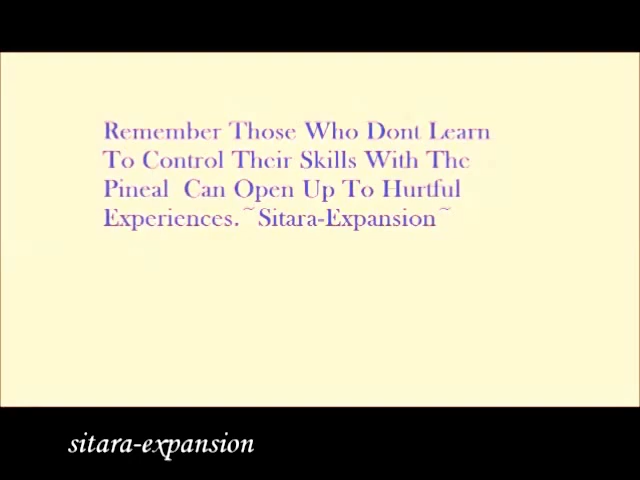 Remember Those Who Dont Learn
To Control Their Skills With The
Pineal  Can Open Up To Hurtful
Experiences.~Sitara-Expansion~
sitara-expansion